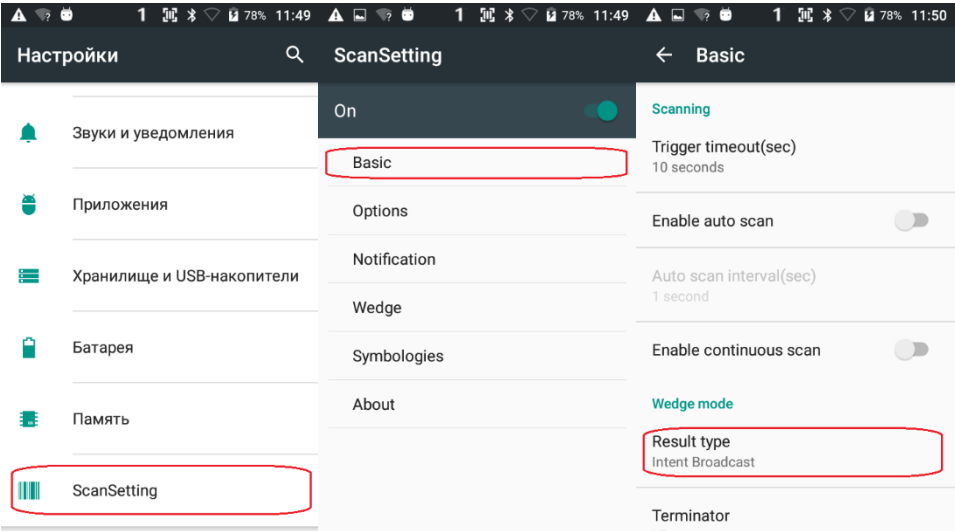 1 78% 11:49
Настройки
Звуки и уведомления
Приложения
Хранилище и USB-накопители
Батарея
Память
ScanSetting
1 78% 11:49
ScanSetting
On
Basic
Options
Notification
Wedge
Symbologies
About
1 78% 11:50
Basic
Scanning
Trigger timeout(sec)
10 seconds
Enable auto scan
Auto scan interval(sec)
1 second
Enable continuous scan
Wedge mode
Result type
Intent Broadcast
Terminator